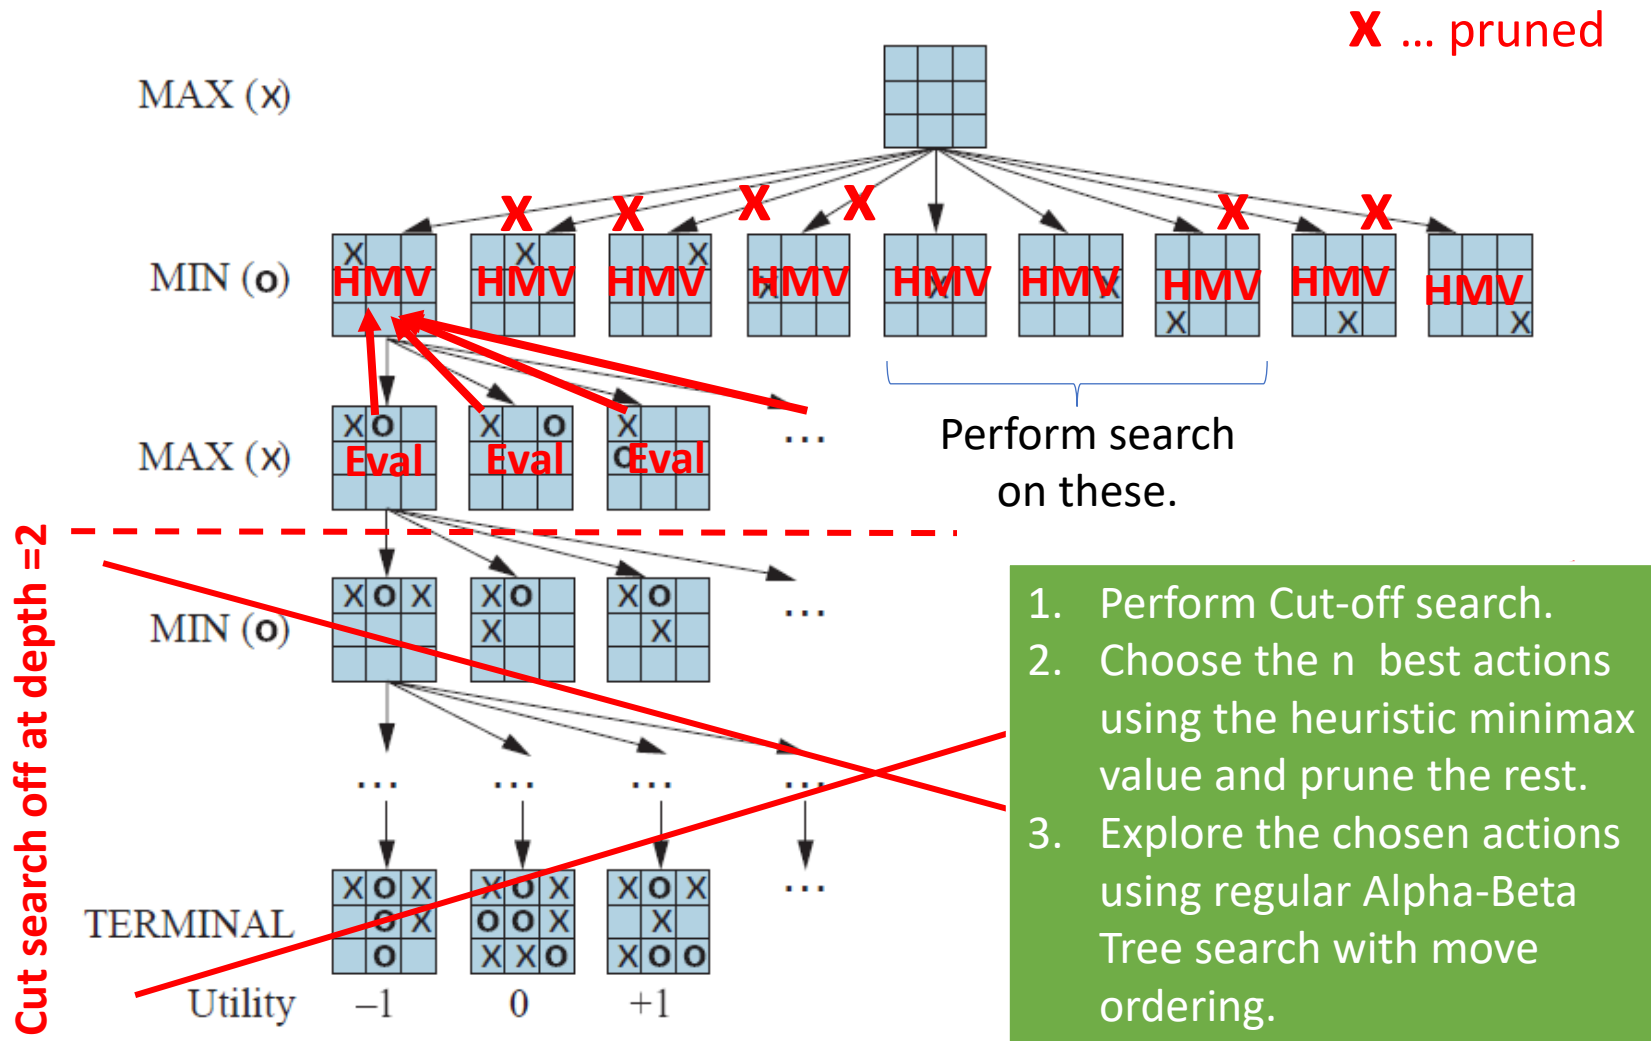 X ... pruned
MAX (X)
X X X X X X
MIN (O)
X X X X X X X X X
HMV HMV HMV HMV HMV HMV HMV HMV HMV
Perform search
on these.
MAX (X)
X O
X O
X
O
...
Eval Eval Eval
Cut search off at depth =2
MIN (O)
X O X
X O
X
X O
X
...
... ... ... ...
TERMINAL
X O X
O X
O
X O X
O O X
X X O
X O X
X
X O O
...
Utility –1 0 +1
1. Perform Cut-off search.
2. Choose the n best actions
using the heuristic minimax
value and prune the rest.
3. Explore the chosen actions
using regular Alpha-Beta
Tree search with move
ordering.